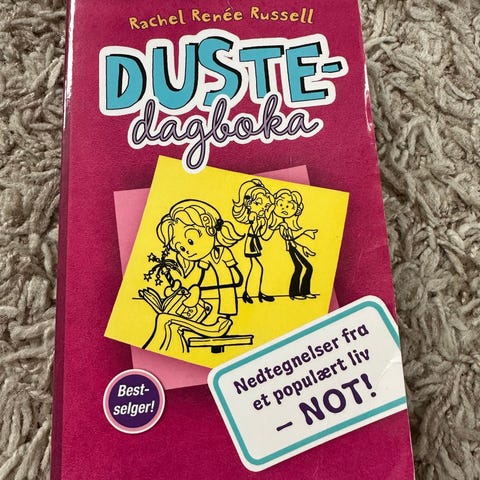 Rachel Renée Russell
DUSTE-
dagboka
Nedtegnelser fra
et populært liv
– NOT!
Best-
selger!